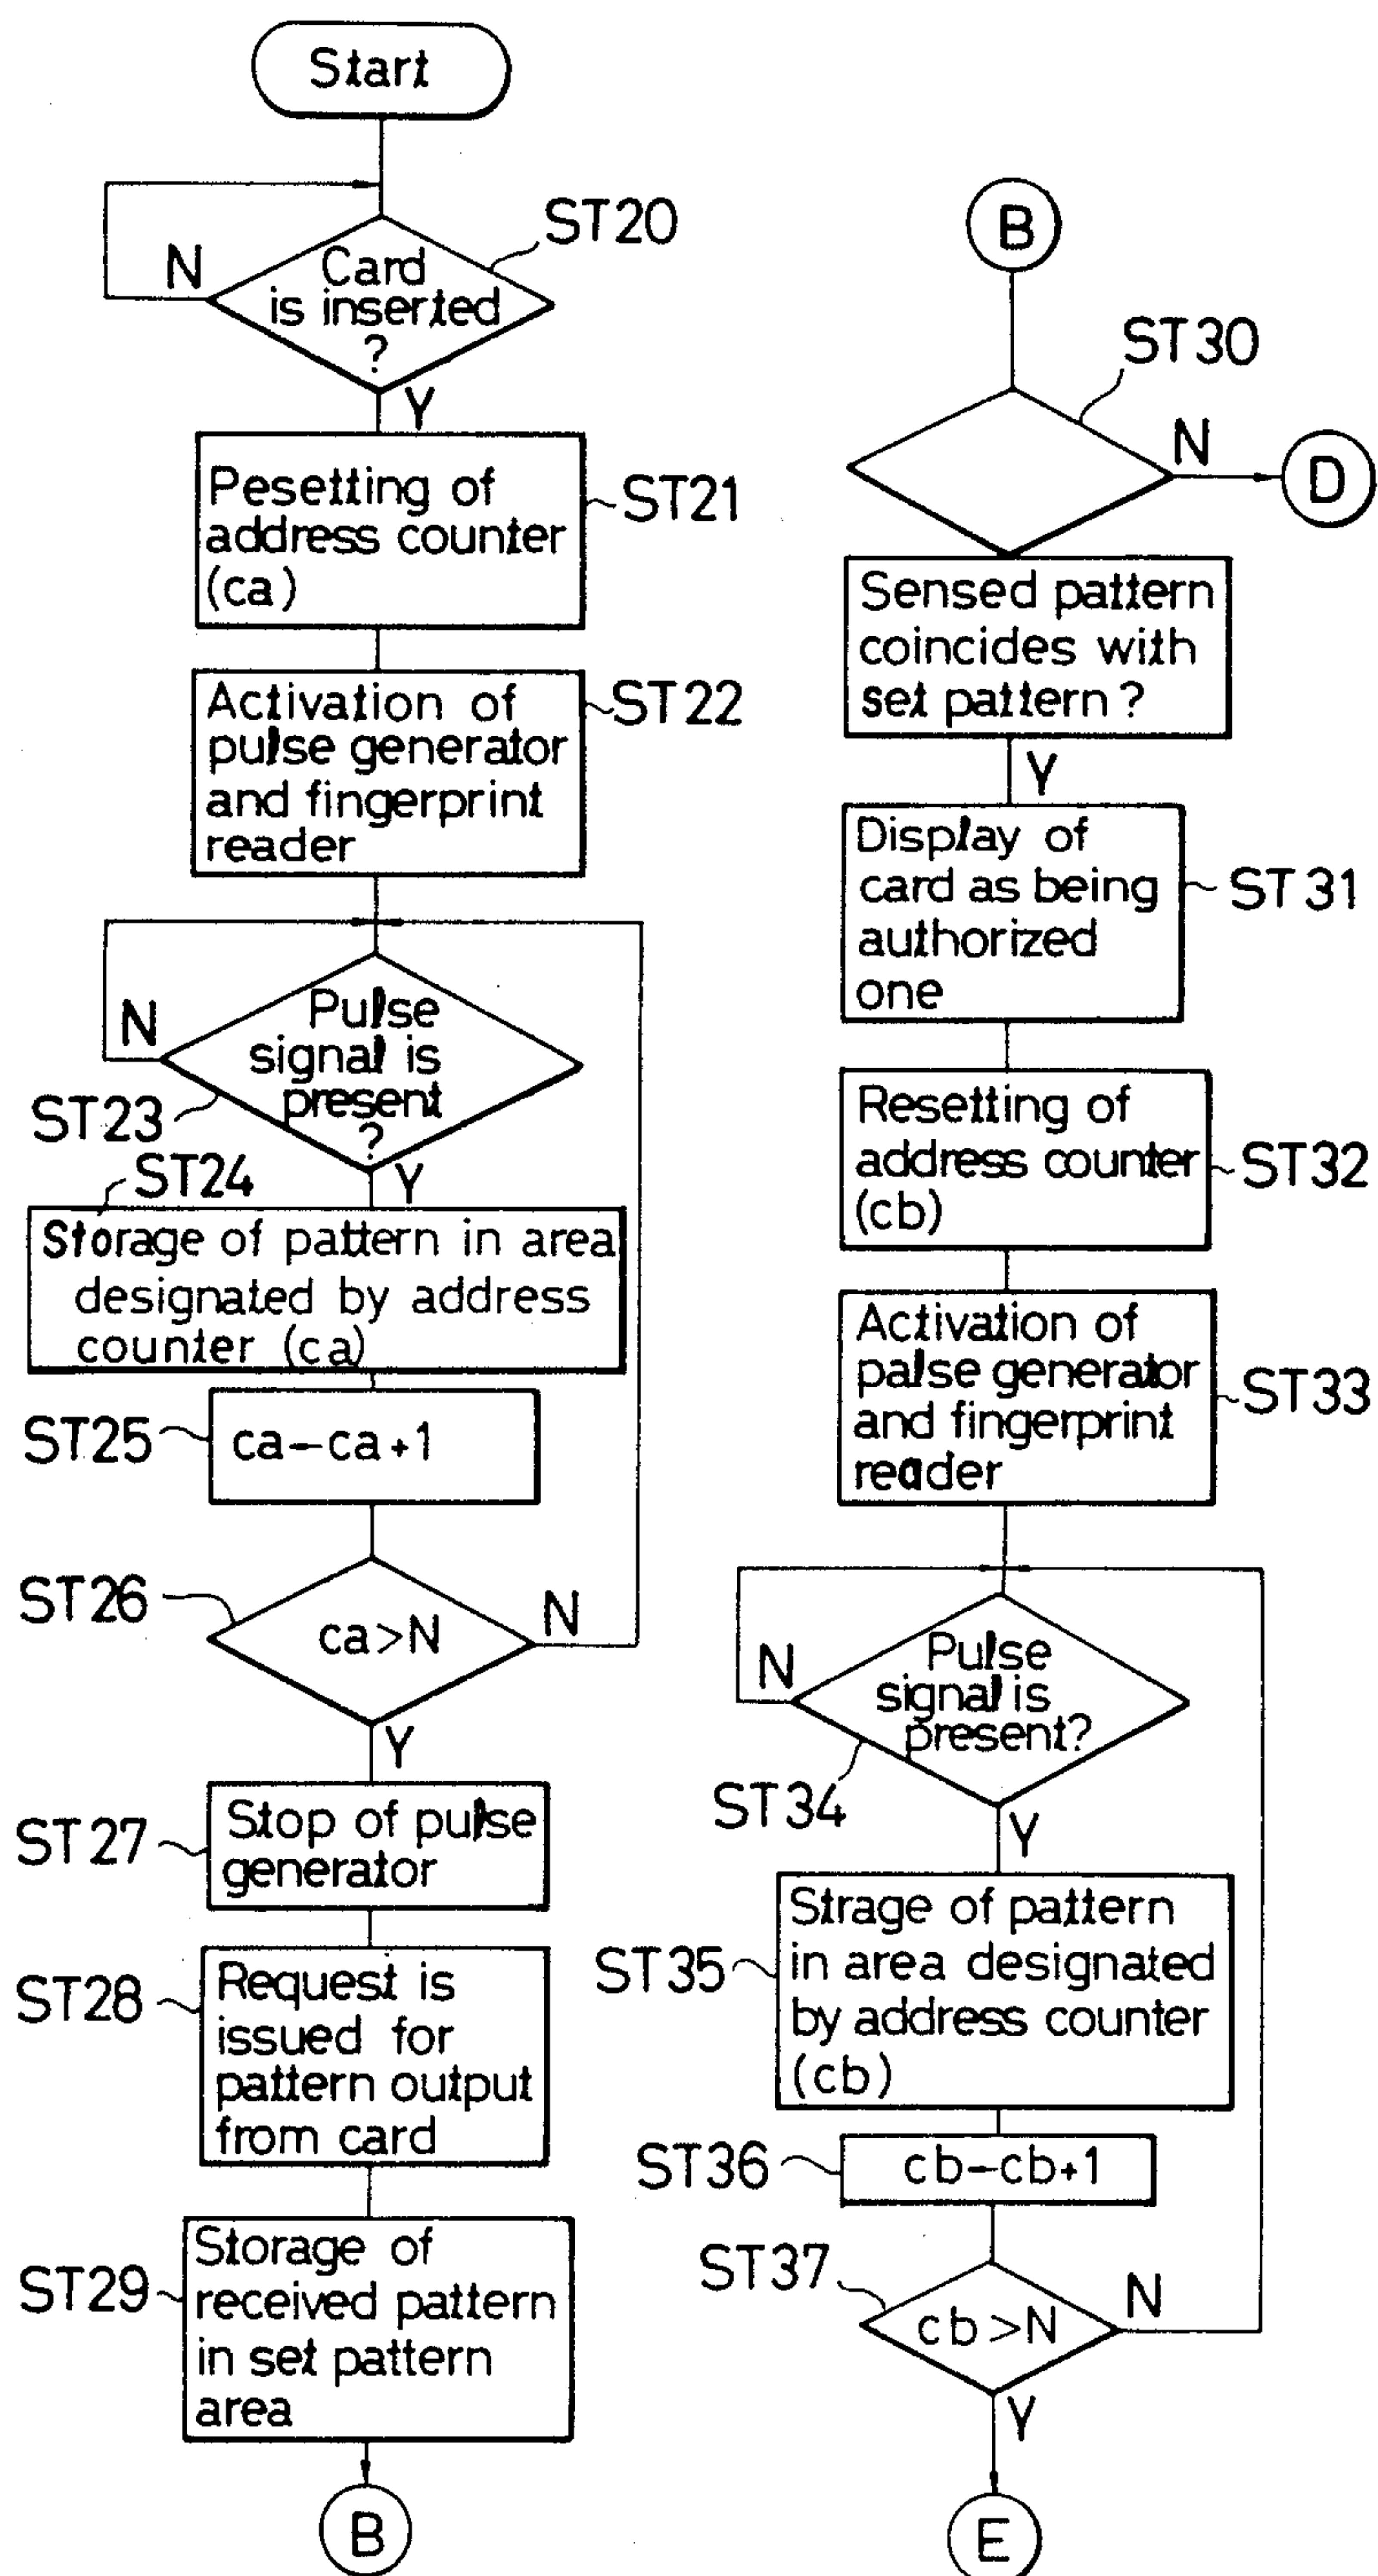 Start
ST20
N
Card
is inserted
?
Y
Pesetting of
address counter
(ca)
ST21
Activation of
pulse generator
and fingerprint
reader
ST22
N
Pulse
signal is
present
?
ST23
Y
ST24
Storage of pattern in area
designated by address
counter (ca)
ST25
ca-ca+1
ST26
ca>N
N
Y
ST27
Stop of pulse
generator
ST28
Request is
issued for
pattern output
from card
ST29
Storage of
received pattern
in set pattern
area
B
B
ST30
N
D
Sensed pattern
coincides with
set pattern?
Y
Display of
card as being
authorized
one
ST31
Resetting of
address counter
(cb)
ST32
Activation of
palse generator
and fingerprint
reader
ST33
N
Pulse
signal is
present?
ST34
Y
Strage of pattern
in area designated
by address counter
(cb)
ST35
ST36
cb-cb+1
ST37
cb>N
N
Y
E